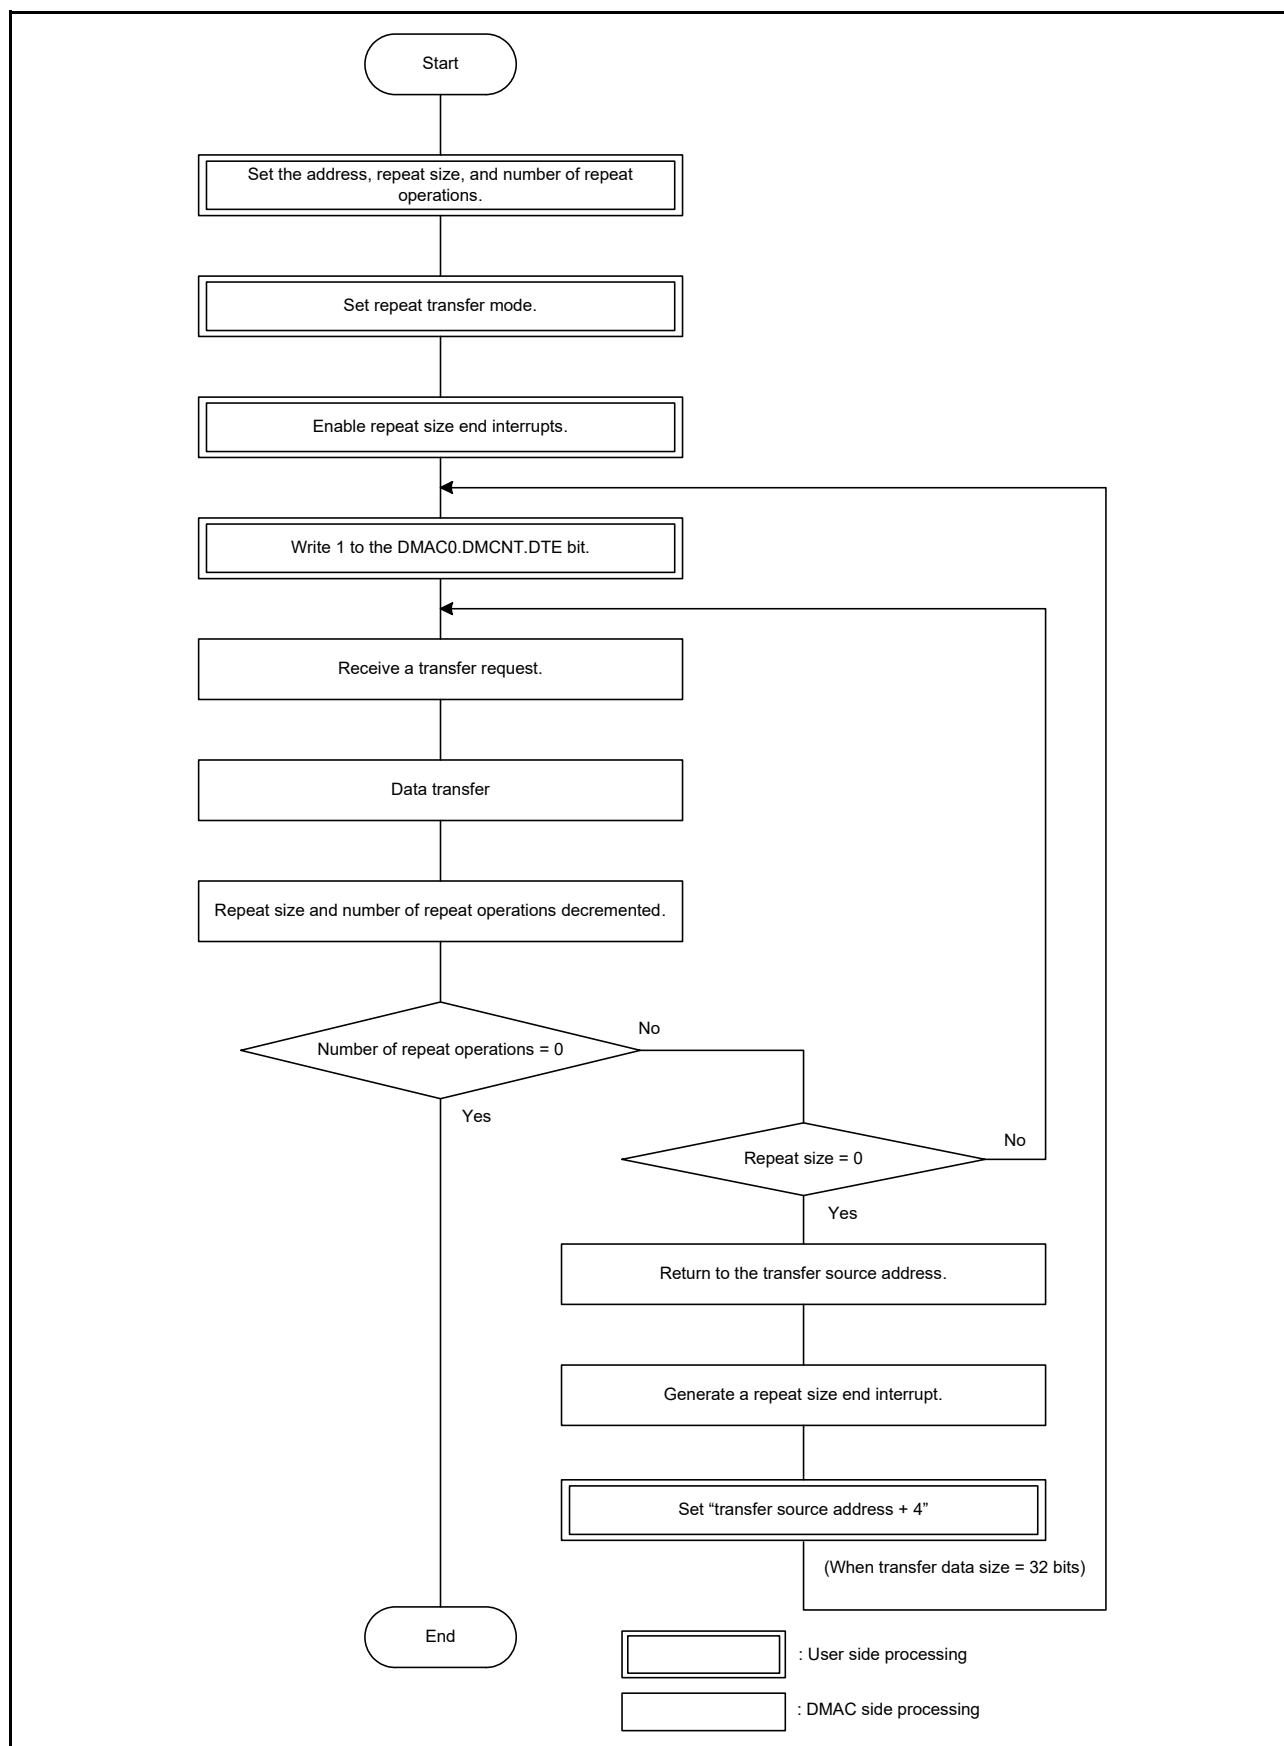 Start
Set the address, repeat size, and number of repeat
operations.
Set repeat transfer mode.
Enable repeat size end interrupts.
Write 1 to the DMAC0.DMCNT.DTE bit.
Receive a transfer request.
Data transfer
Repeat size and number of repeat operations decremented.
No
Number of repeat operations = 0
Yes
No
Repeat size = 0
Yes
Return to the transfer source address.
Generate a repeat size end interrupt.
Set “transfer source address + 4”
(When transfer data size = 32 bits)
End
: User side processing
: DMAC side processing